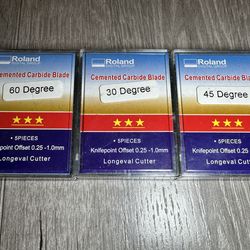 Roland
Cemented Carbide Blade
60 Degree
• 5PIECES
Knifepoint Offset 0.25 -1.0mm
Longeval Cutter
Roland
Cemented Carbide Blade
30 Degree
• 5PIECES
Knifepoint Offset 0.25 -1.0mm
Longeval Cutter
Roland
Cemented Carbide Blade
45 Degree
• 5PIECES
Knifepoint Offset 0.25 -1.0mm
Longeval Cutter